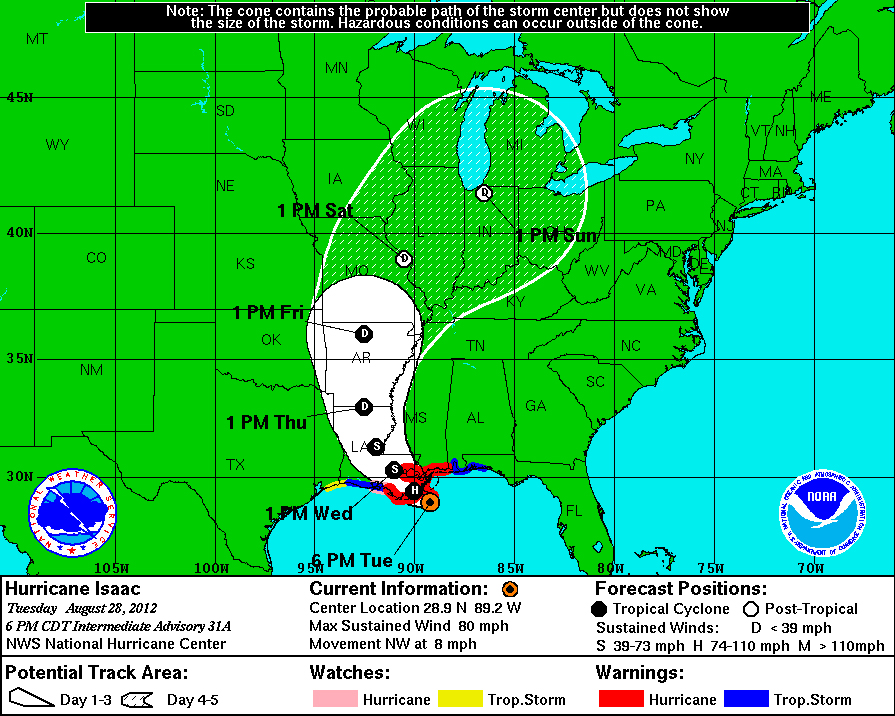 Note: The cone contains the probable path of the storm center but does not show
the size of the storm. Hazardous conditions can occur outside of the cone.
MT
MN
ME
45N
SD
WI
MI
VT NH
WY
NY
MA
IA
NE
CT RI
PA
1 PM Sat
D
NJ
40N
IL
IN
1 PM Sun
MD
DE
CO
KS
D
MO
WV
VA
KY
1 PM Fri
D
OK
35N
AR
TN
NC
NM
SC
D
1 PM Thu
MS
AL
GA
LA
S
TX
S
30N
H
NATIONAL WEATHER SERVICE
NOAA
1 PM Wed
FL
6 PM Tue
105W 100W 95W 90W 85W 80W 75W 70W
Hurricane Isaac
Tuesday August 28, 2012
6 PM CDT Intermediate Advisory 31A
NWS National Hurricane Center
Current Information:
Center Location 28.9 N 89.2 W
Max Sustained Wind 80 mph
Movement NW at 8 mph
Forecast Positions:
Tropical Cyclone Post-Tropical
Sustained Winds: D < 39 mph
S 39-73 mph H 74-110 mph M > 110mph
Potential Track Area:
Day 1-3 Day 4-5
Watches:
Hurricane Trop.Storm
Warnings:
Hurricane Trop.Storm